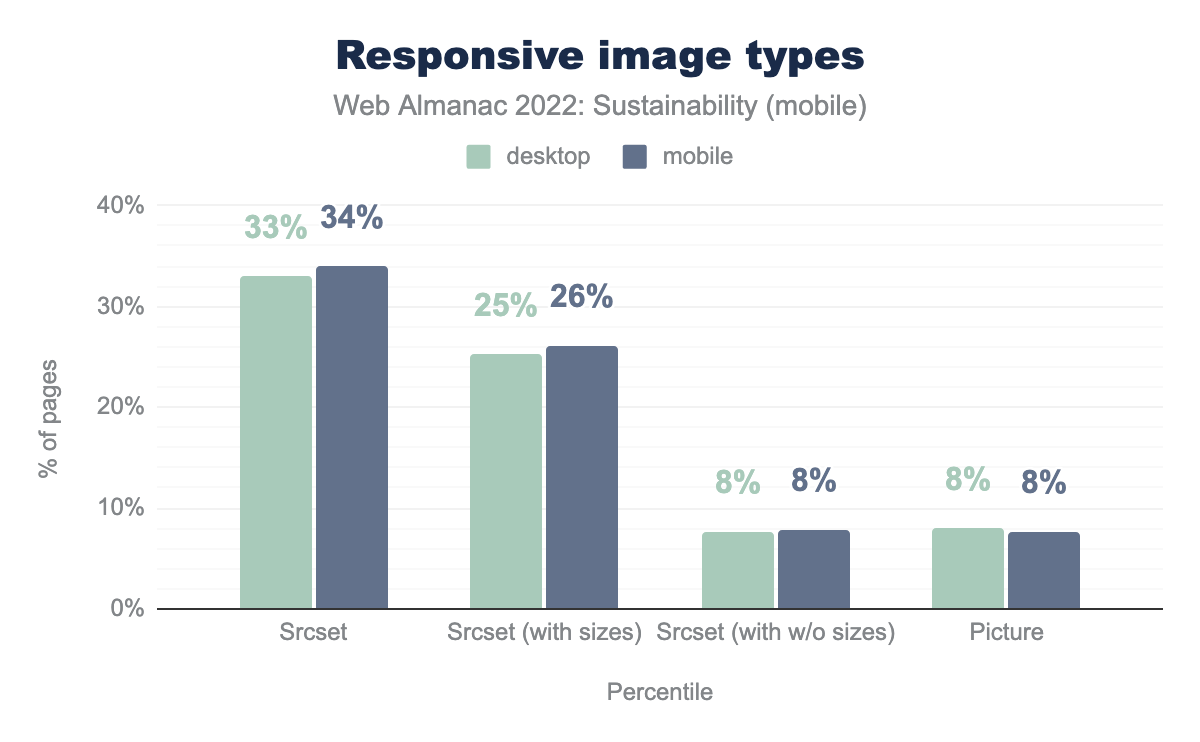 Responsive image types
Web Almanac 2022: Sustainability (mobile)
desktop mobile
40%
33% 34%
30%
25% 26%
20%
10%
8% 8% 8% 8%
0%
% of pages
Srcset Srcset (with sizes) Srcset (with w/o sizes) Picture
Percentile